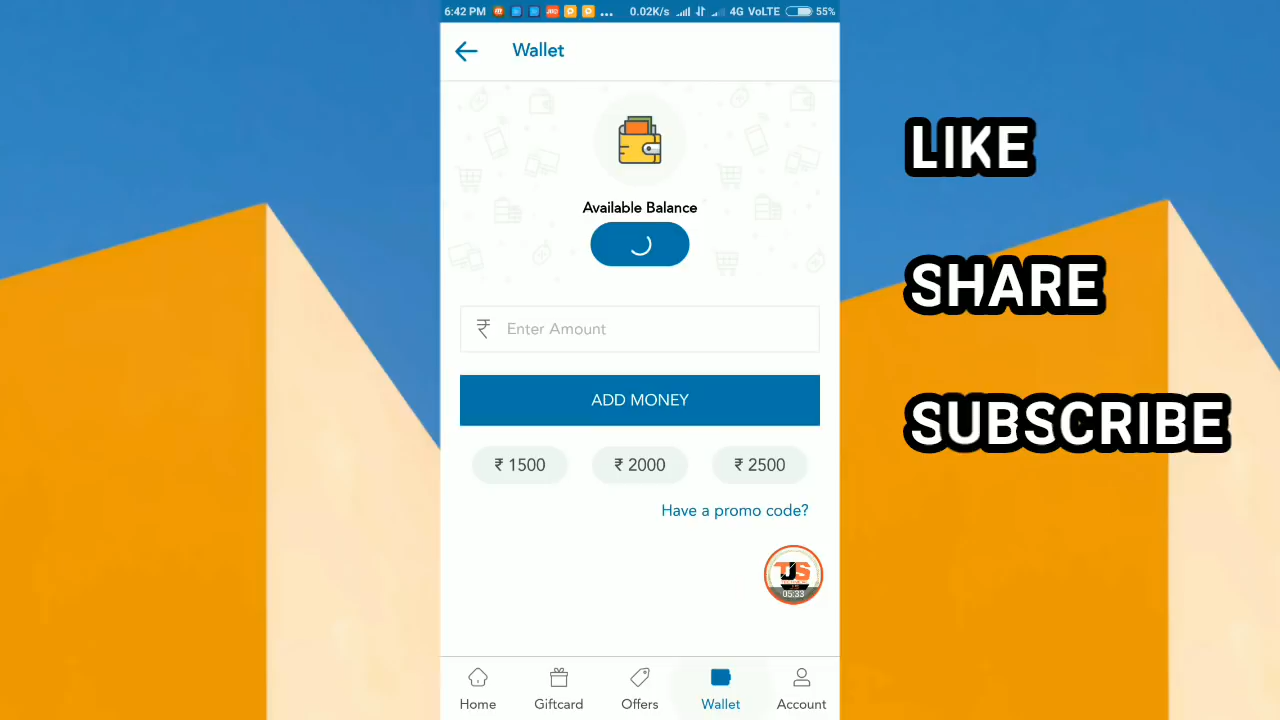 6:42 PM ... 0.02K/s 4G VoLTE 55%
Wallet
Available Balance
₹ Enter Amount
ADD MONEY
₹ 1500 ₹ 2000 ₹ 2500
Have a promo code?
TJS
05:33
Home Giftcard Offers Wallet Account
LIKE
SHARE
SUBSCRIBE